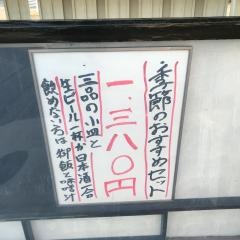 季節のおすすめセット
一、三八〇円
三品の小皿と
生ビール一杯か日本酒一合
飲めない方は御飯と味噌汁